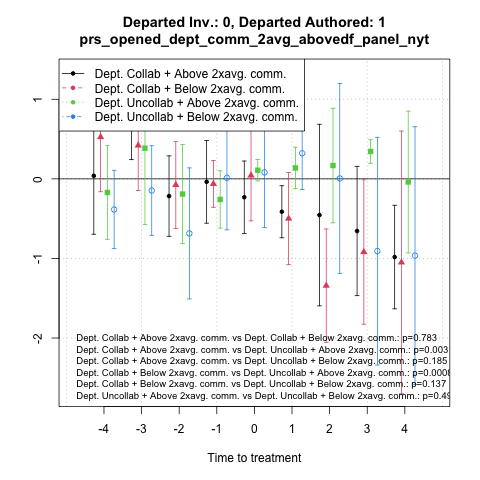 Departed Inv.: 0, Departed Authored: 1
prs_opened_dept_comm_2avg_abovedf_panel_nyt
Dept. Collab + Above 2xavg. comm.
Dept. Collab + Below 2xavg. comm.
Dept. Uncollab + Above 2xavg. comm.
Dept. Uncollab + Below 2xavg. comm.
1
0
-1
-2
Dept. Collab + Above 2xavg. comm. vs Dept. Collab + Below 2xavg. comm.: p=0.783
Dept. Collab + Above 2xavg. comm. vs Dept. Uncollab + Above 2xavg. comm.: p=0.003
Dept. Collab + Above 2xavg. comm. vs Dept. Uncollab + Below 2xavg. comm.: p=0.185
Dept. Collab + Below 2xavg. comm. vs Dept. Uncollab + Above 2xavg. comm.: p=0.000
Dept. Collab + Below 2xavg. comm. vs Dept. Uncollab + Below 2xavg. comm.: p=0.137
Dept. Uncollab + Above 2xavg. comm. vs Dept. Uncollab + Below 2xavg. comm.: p=0.49
-4 -3 -2 -1 0 1 2 3 4
Time to treatment